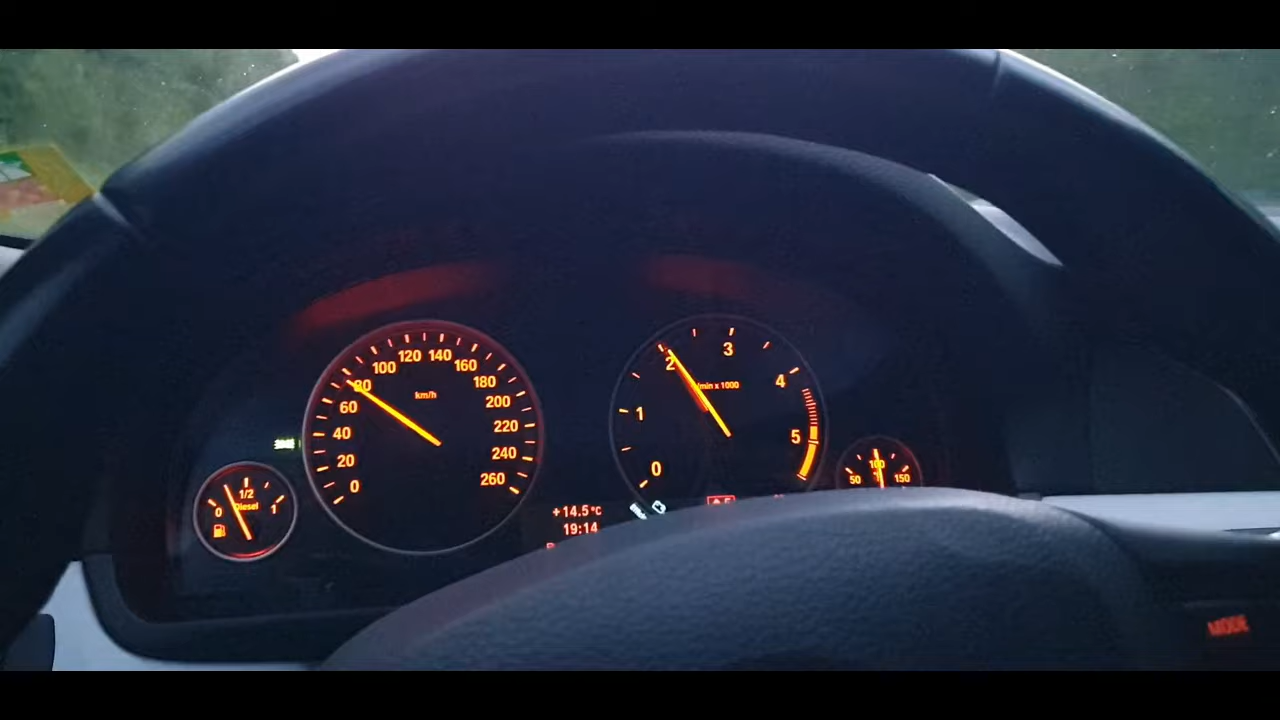 0 20 40 60 80 100 120 140 160 180 200 220 240 260
km/h
0 1 2 3 4 5
1/min x 1000
0 1/2 1
Diesel
50 100 150
°C
+14.5°C
19:14
MODE